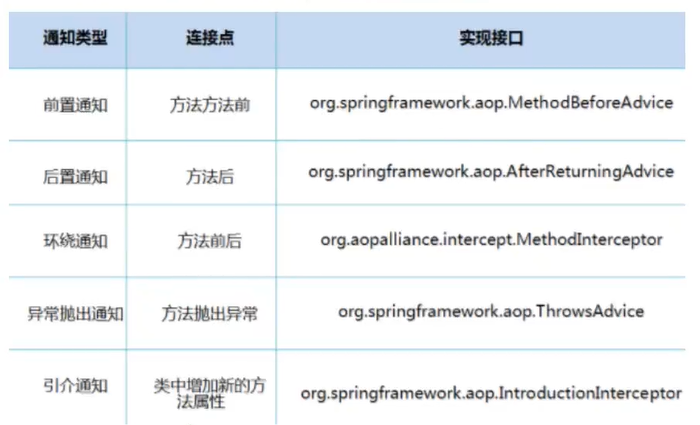 通知类型 连接点 实现接口
前置通知 方法方法前 org.springframework.aop.MethodBeforeAdvice
后置通知 方法后 org.springframework.aop.AfterReturningAdvice
环绕通知 方法前后 org.aopalliance.intercept.MethodInterceptor
异常抛出通知 方法抛出异常 org.springframework.aop.ThrowsAdvice
引介通知 类中增加新的方
法属性 org.springframework.aop.IntroductionInterceptor